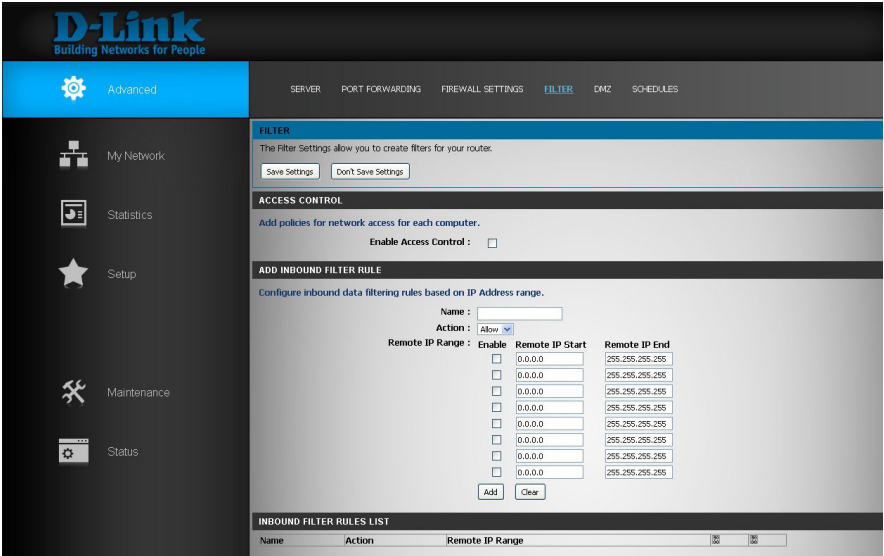 D-Link
Building Networks for People
Advanced
SERVER PORT FORWARDING FIREWALL SETTINGS FILTER DMZ SCHEDULES
My Network
Statistics
Setup
Maintenance
Status
FILTER
The Filter Settings allow you to create filters for your router.
Save Settings Don't Save Settings
ACCESS CONTROL
Add policies for network access for each computer.
Enable Access Control :
ADD INBOUND FILTER RULE
Configure inbound data filtering rules based on IP Address range.
Name :
Action : Allow
Remote IP Range : Enable Remote IP Start Remote IP End
0.0.0.0 255.255.255.255
0.0.0.0 255.255.255.255
0.0.0.0 255.255.255.255
0.0.0.0 255.255.255.255
0.0.0.0 255.255.255.255
0.0.0.0 255.255.255.255
0.0.0.0 255.255.255.255
0.0.0.0 255.255.255.255
Add Clear
INBOUND FILTER RULES LIST
Name Action Remote IP Range